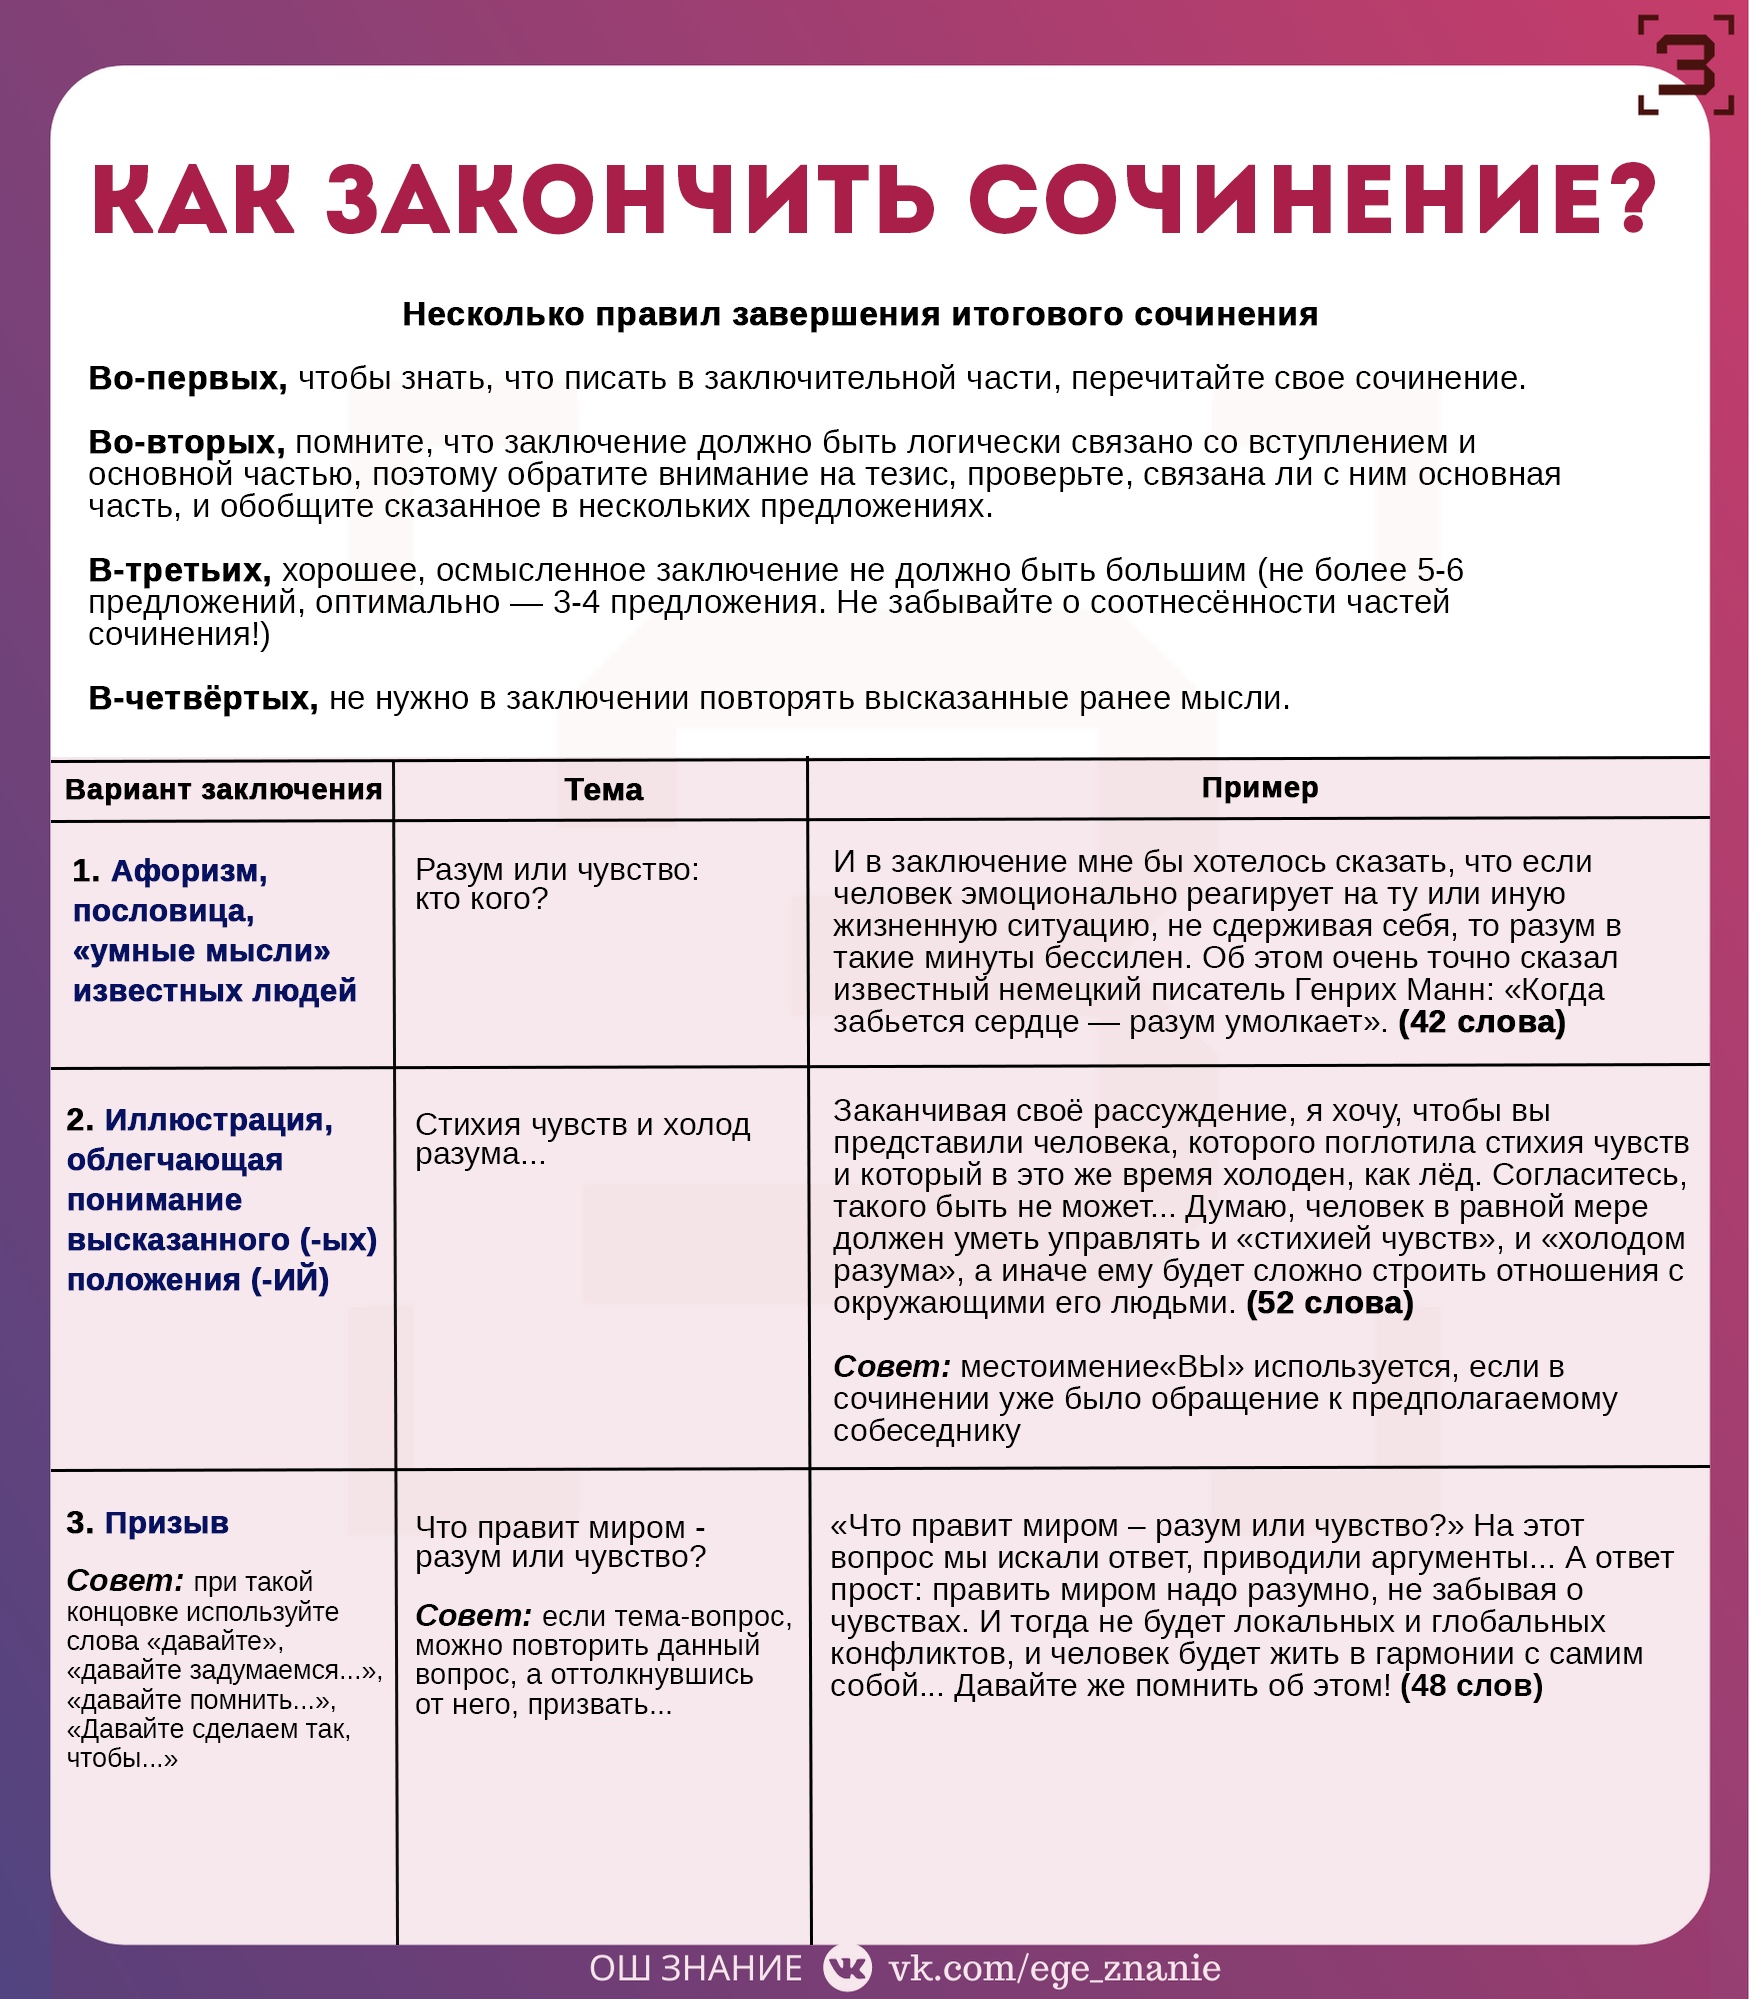 З
КАК ЗАКОНЧИТЬ СОЧИНЕНИЕ?
Несколько правил завершения итогового сочинения
Во-первых, чтобы знать, что писать в заключительной части, перечитайте свое сочинение.
Во-вторых, помните, что заключение должно быть логически связано со вступлением и
основной частью, поэтому обратите внимание на тезис, проверьте, связана ли с ним основная
часть, и обобщите сказанное в нескольких предложениях.
В-третьих, хорошее, осмысленное заключение не должно быть большим (не более 5-6
предложений, оптимально — 3-4 предложения. Не забывайте о соотнесённости частей
сочинения!)
В-четвёртых, не нужно в заключении повторять высказанные ранее мысли.
Вариант заключения
Тема
Пример
1. Афоризм,
пословица,
«умные мысли»
известных людей
Разум или чувство:
кто кого?
И в заключение мне бы хотелось сказать, что если
человек эмоционально реагирует на ту или иную
жизненную ситуацию, не сдерживая себя, то разум в
такие минуты бессилен. Об этом очень точно сказал
известный немецкий писатель Генрих Манн: «Когда
забьется сердце — разум умолкает». (42 слова)
2. Иллюстрация,
облегчающая
понимание
высказанного (-ых)
положения (-ИЙ)
Стихия чувств и холод
разума...
Заканчивая своё рассуждение, я хочу, чтобы вы
представили человека, которого поглотила стихия чувств
и который в это же время холоден, как лёд. Согласитесь,
такого быть не может... Думаю, человек в равной мере
должен уметь управлять и «стихией чувств», и «холодом
разума», а иначе ему будет сложно строить отношения с
окружающими его людьми. (52 слова)
Совет: местоимение«ВЫ» используется, если в
сочинении уже было обращение к предполагаемому
собеседнику
3. Призыв
Совет: при такой
концовке используйте
слова «давайте»,
«давайте задумаемся...»,
«давайте помнить...»,
«Давайте сделаем так,
чтобы...»
Что правит миром -
разум или чувство?
Совет: если тема-вопрос,
можно повторить данный
вопрос, а оттолкнувшись
от него, призвать...
«Что правит миром – разум или чувство?» На этот
вопрос мы искали ответ, приводили аргументы... А ответ
прост: править миром надо разумно, не забывая о
чувствах. И тогда не будет локальных и глобальных
конфликтов, и человек будет жить в гармонии с самим
собой... Давайте же помнить об этом! (48 слов)
ОШ ЗНАНИЕ vk.com/ege_znanie